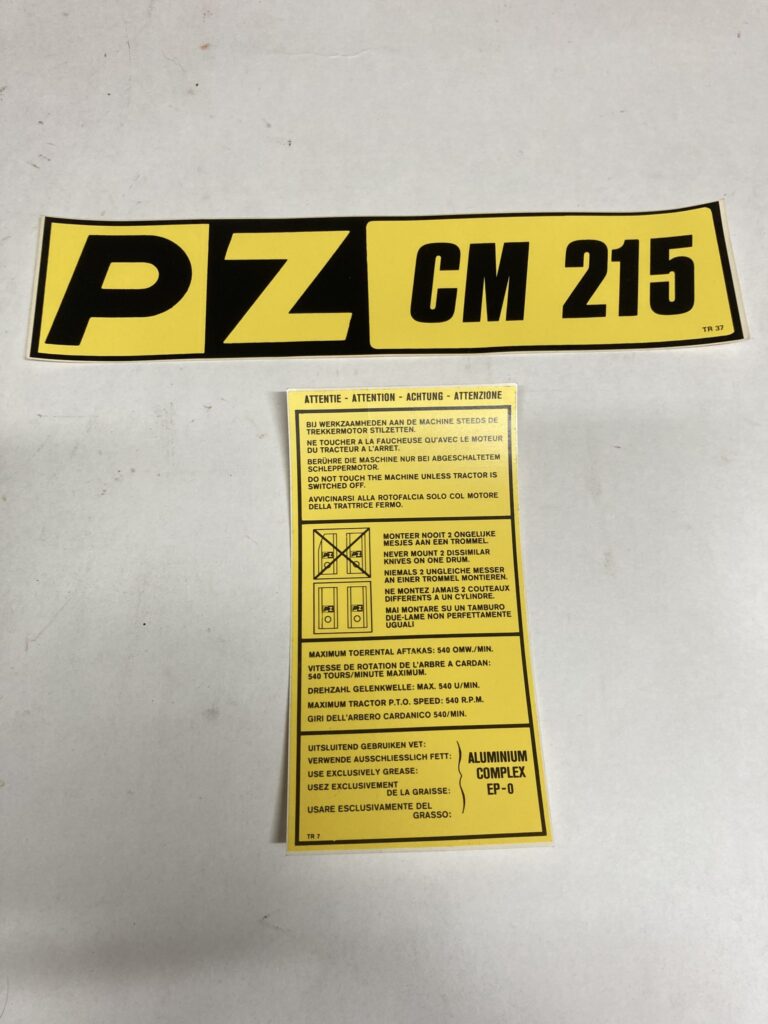 PZ CM 215
TR 37
ATTENTIE - ATTENTION - ACHTUNG - ATTENZIONE
BIJ WERKZAAMHEDEN AAN DE MACHINE STEEDS DE
TREKKERMOTOR STILZETTEN.
NE TOUCHER A LA FAUCHEUSE QU'AVEC LE MOTEUR
DU TRACTEUR A L'ARRET.
BERÜHRE DIE MASCHINE NUR BEI ABGESCHALTETEM
SCHLEPPERMOTOR.
DO NOT TOUCH THE MACHINE UNLESS TRACTOR IS
SWITCHED OFF.
AVVICINARSI ALLA ROTOFALCIA SOLO COL MOTORE
DELLA TRATTRICE FERMO.
MONTEER NOOIT 2 ONGELIJKE
MESJES AAN EEN TROMMEL.
NEVER MOUNT 2 DISSIMILAR
KNIVES ON ONE DRUM.
NIEMALS 2 UNGLEICHE MESSER
AN EINER TROMMEL MONTIEREN.
NE MONTEZ JAMAIS 2 COUTEAUX
DIFFERENTS A UN CYLINDRE.
MAI MONTARE SU UN TAMBURO
DUE-LAME NON PERFETTAMENTE
UGUALI
MAXIMUM TOERENTAL AFTAKAS: 540 OMW./MIN.
VITESSE DE ROTATION DE L'ARBRE A CARDAN:
540 TOURS/MINUTE MAXIMUM.
DREHZAHL GELENKWELLE: MAX. 540 U/MIN.
MAXIMUM TRACTOR P.T.O. SPEED: 540 R.P.M.
GIRI DELL'ARBERO CARDANICO 540/MIN.
UITSLUITEND GEBRUIKEN VET:
VERWENDE AUSSCHLIESSLICH FETT:
USE EXCLUSIVELY GREASE:
USEZ EXCLUSIVEMENT
DE LA GRAISSE:
USARE ESCLUSIVAMENTE DEL
GRASSO:
ALUMINIUM
COMPLEX
EP-0
TR 7